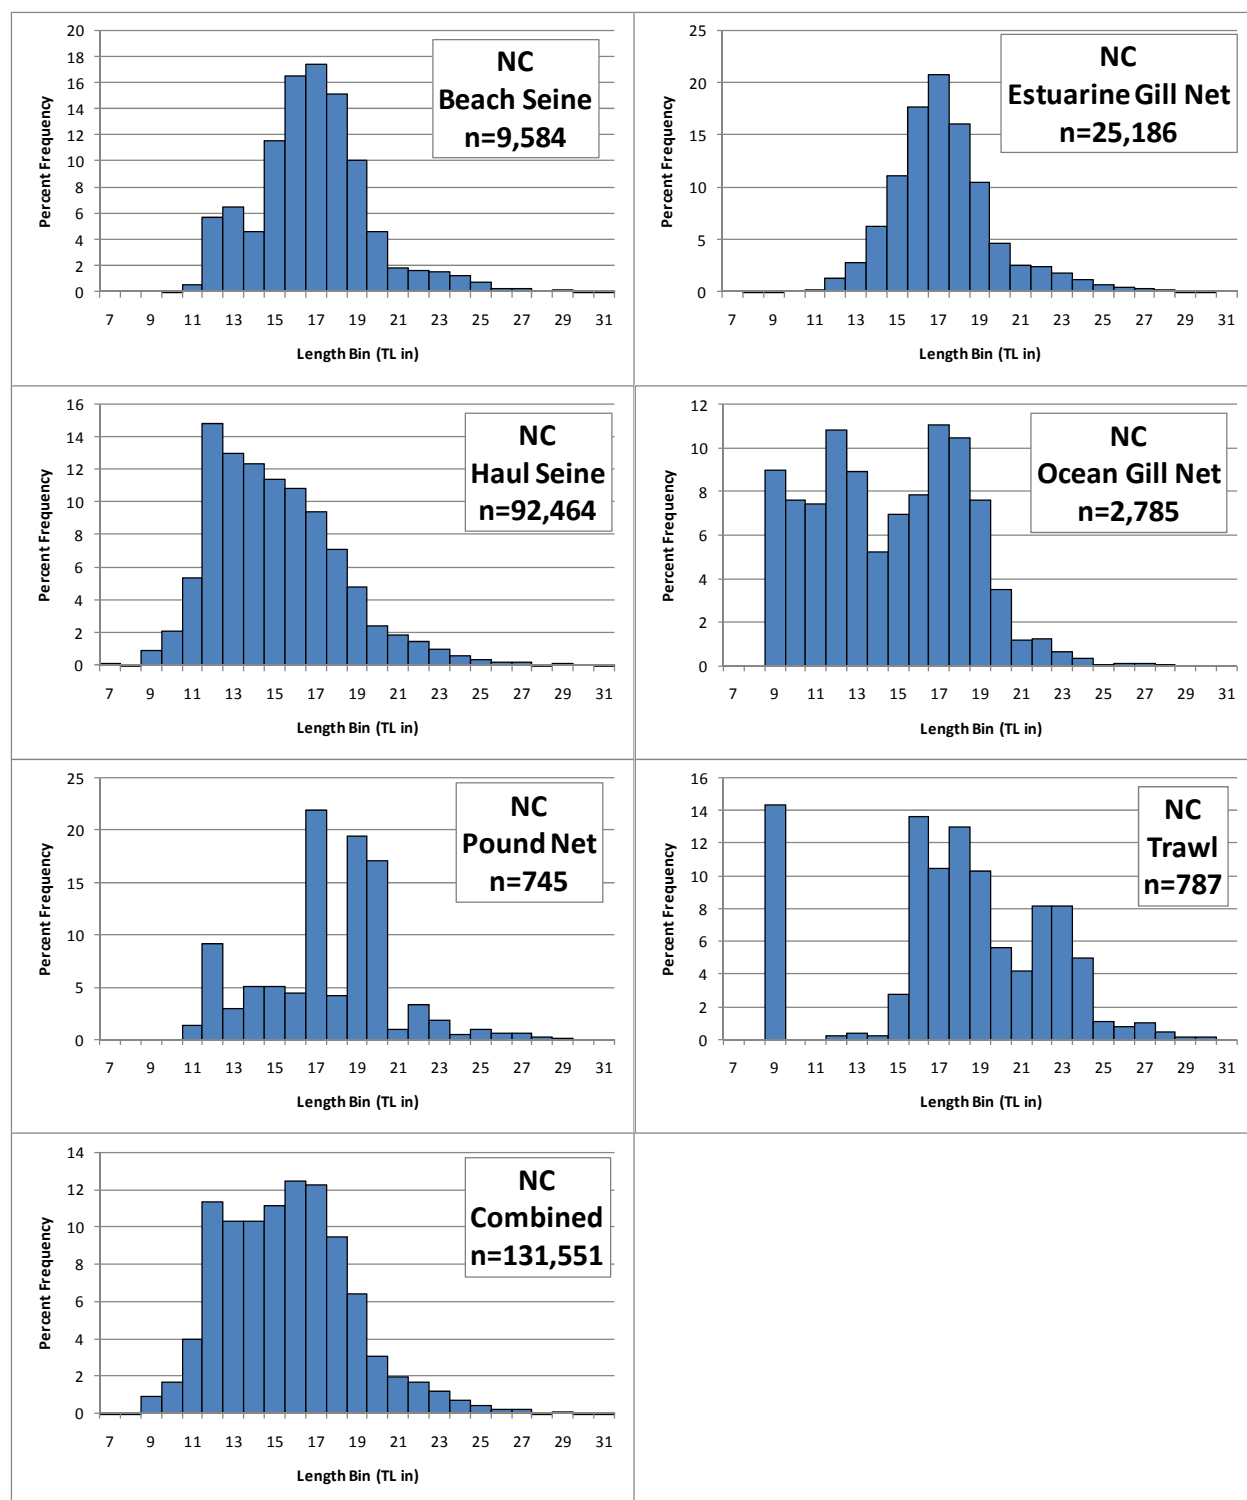 20
18
16
14
12
10
8
6
4
2
0
Percent Frequency
NC
Beach Seine
n=9,584
7 9 11 13 15 17 19 21 23 25 27 29 31
Length Bin (TL in)
25
20
15
10
5
0
Percent Frequency
NC
Estuarine Gill Net
n=25,186
7 9 11 13 15 17 19 21 23 25 27 29 31
Length Bin (TL in)
16
14
12
10
8
6
4
2
0
Percent Frequency
NC
Haul Seine
n=92,464
7 9 11 13 15 17 19 21 23 25 27 29 31
Length Bin (TL in)
12
10
8
6
4
2
0
Percent Frequency
NC
Ocean Gill Net
n=2,785
7 9 11 13 15 17 19 21 23 25 27 29 31
Length Bin (TL in)
25
20
15
10
5
0
Percent Frequency
NC
Pound Net
n=745
7 9 11 13 15 17 19 21 23 25 27 29 31
Length Bin (TL in)
16
14
12
10
8
6
4
2
0
Percent Frequency
NC
Trawl
n=787
7 9 11 13 15 17 19 21 23 25 27 29 31
Length Bin (TL in)
14
12
10
8
6
4
2
0
Percent Frequency
NC
Combined
n=131,551
7 9 11 13 15 17 19 21 23 25 27 29 31
Length Bin (TL in)